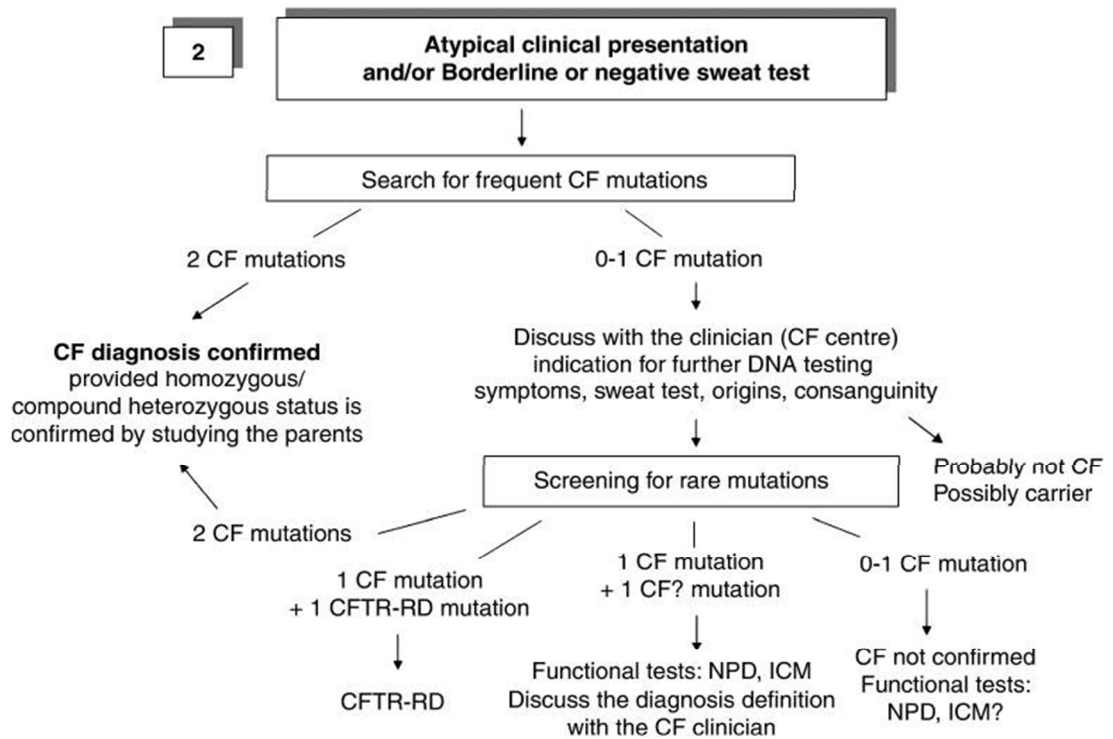 2
Atypical clinical presentation
and/or Borderline or negative sweat test
Search for frequent CF mutations
2 CF mutations
0-1 CF mutation
CF diagnosis confirmed
provided homozygous/
compound heterozygous status is
confirmed by studying the parents
Discuss with the clinician (CF centre)
indication for further DNA testing
symptoms, sweat test, origins, consanguinity
Probably not CF
Possibly carrier
Screening for rare mutations
2 CF mutations
1 CF mutation
+ 1 CFTR-RD mutation
1 CF mutation
+ 1 CF? mutation
0-1 CF mutation
CFTR-RD
Functional tests: NPD, ICM
Discuss the diagnosis definition
with the CF clinician
CF not confirmed
Functional tests:
NPD, ICM?